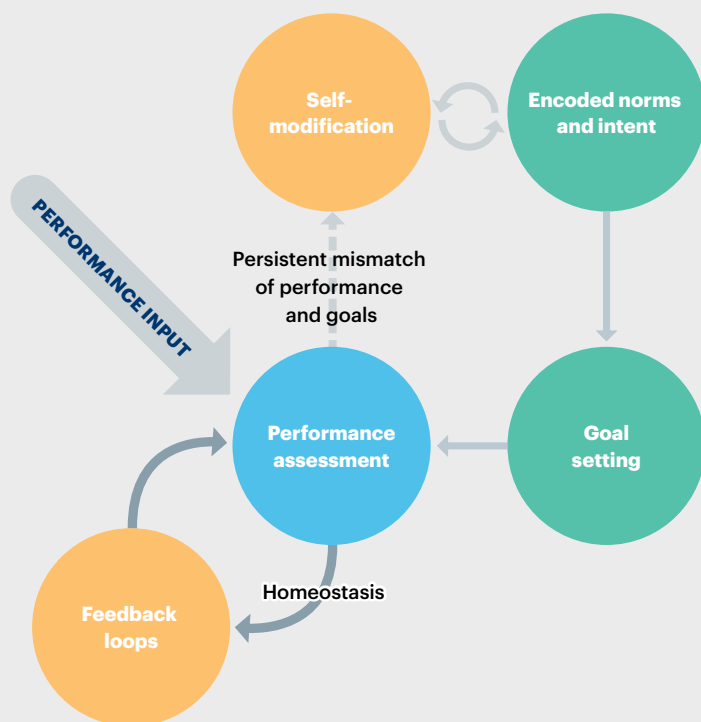 Self-
modification
Encoded norms
and intent
PERFORMANCE INPUT
Persistent mismatch
of performance
and goals
Performance
assessment
Goal
setting
Homeostasis
Feedback
loops